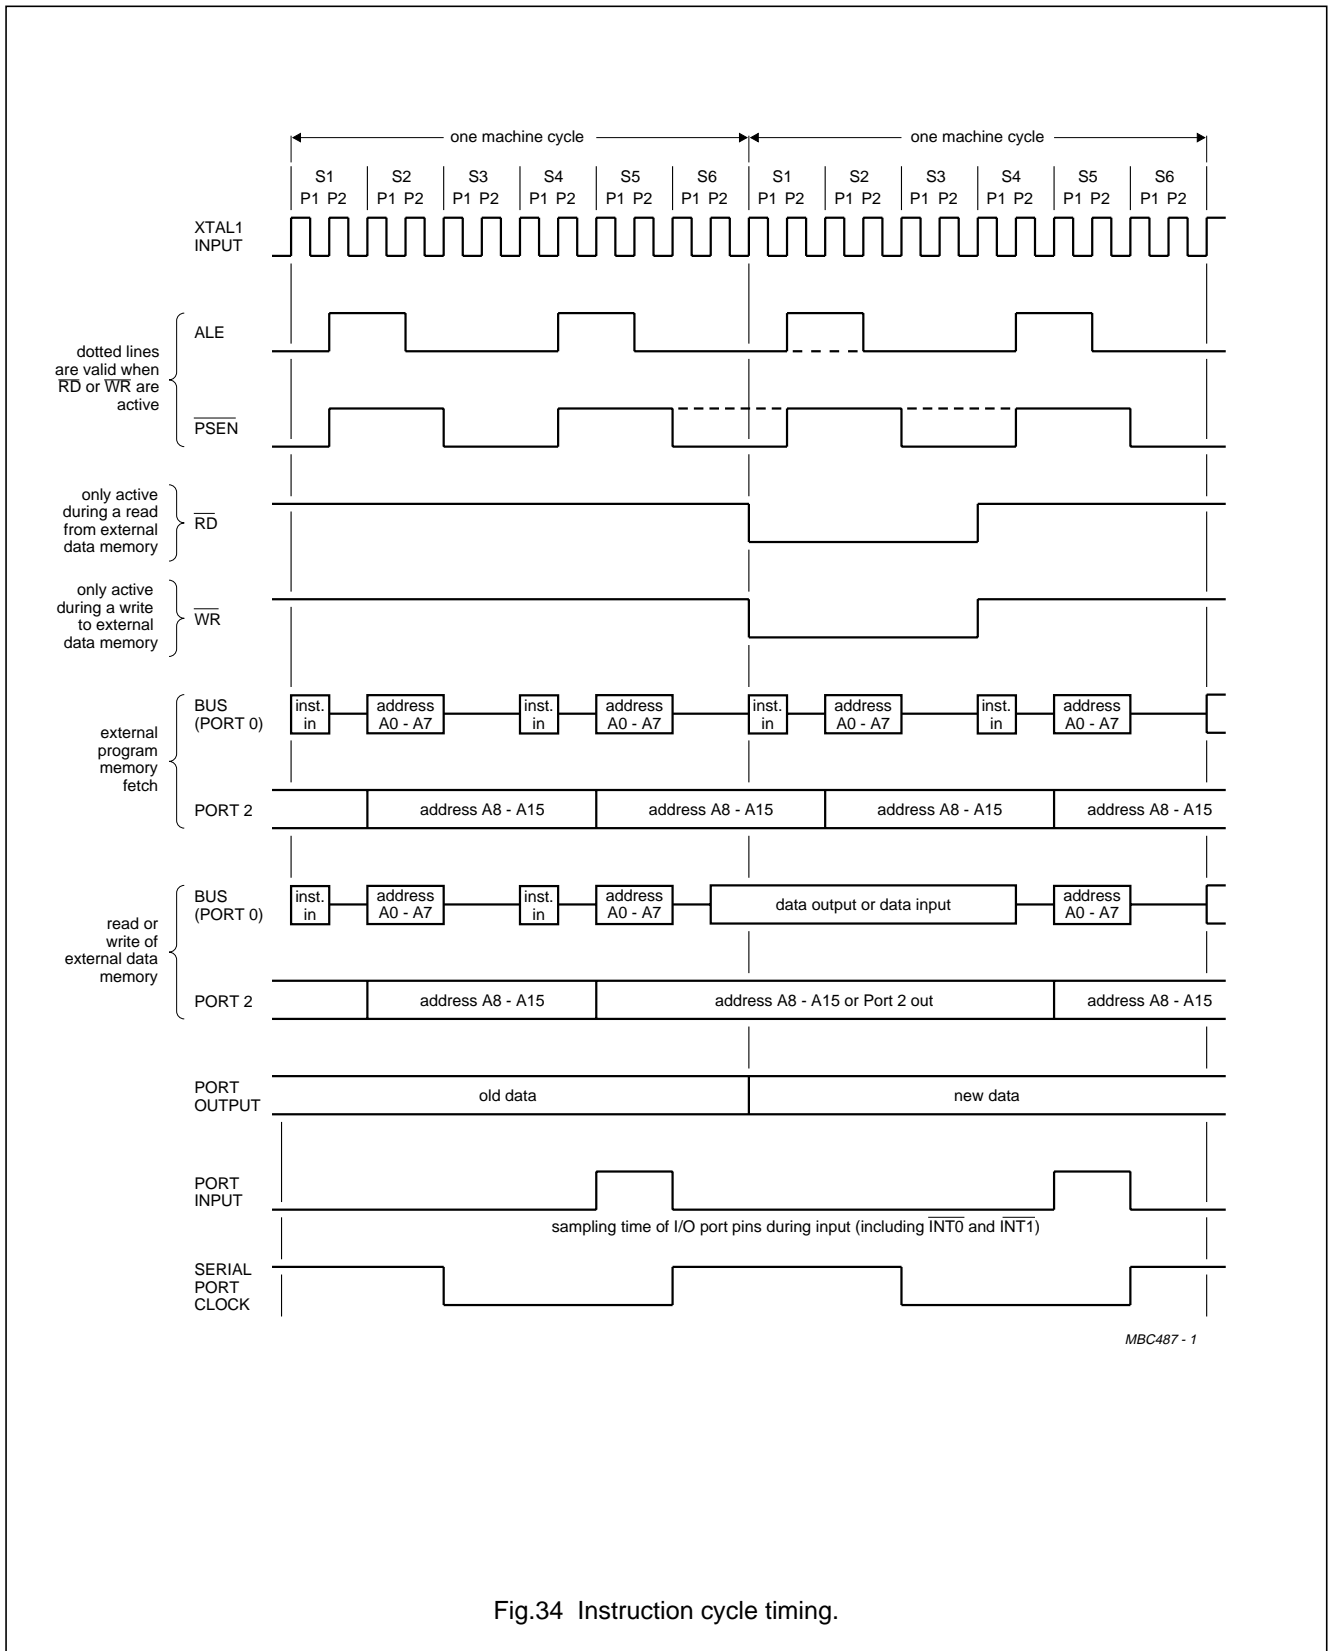 one machine cycle one machine cycle
S1 S2 S3 S4 S5 S6 S1 S2 S3 S4 S5 S6
P1 P2 P1 P2 P1 P2 P1 P2 P1 P2 P1 P2 P1 P2 P1 P2 P1 P2 P1 P2 P1 P2 P1 P2
XTAL1
INPUT
dotted lines
are valid when
R̅D̅ or W̅R̅ are
active
ALE
P̅S̅E̅N̅
only active
during a read
from external
data memory
R̅D̅
only active
during a write
to external
data memory
W̅R̅
external
program
memory
fetch
BUS
(PORT 0)
inst. address inst. address inst. address inst. address
in A0 - A7 in A0 - A7 in A0 - A7 in A0 - A7
PORT 2 address A8 - A15 address A8 - A15 address A8 - A15 address A8 - A15
read or
write of
external data
memory
BUS
(PORT 0)
inst. address inst. address data output or data input address
in A0 - A7 in A0 - A7 A0 - A7
PORT 2 address A8 - A15 address A8 - A15 or Port 2 out address A8 - A15
PORT
OUTPUT
old data new data
PORT
INPUT
sampling time of I/O port pins during input (including I̅N̅T̅0̅ and I̅N̅T̅1̅)
SERIAL
PORT
CLOCK
MBC487 - 1
Fig.34 Instruction cycle timing.